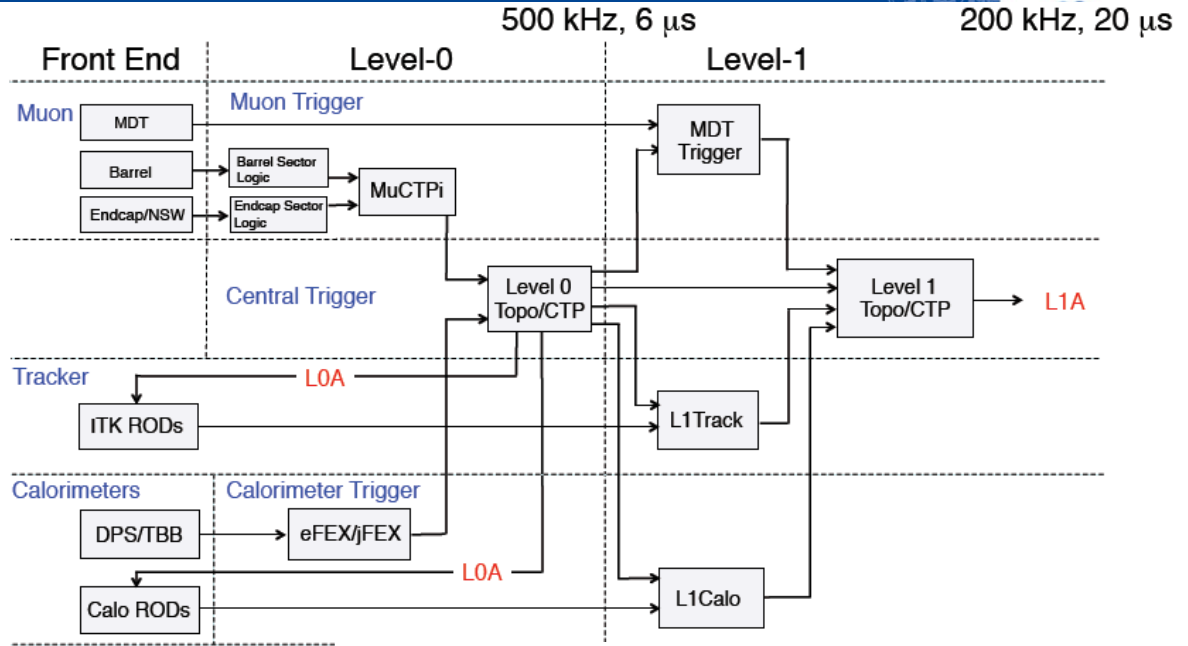 500 kHz, 6 μs
200 kHz, 20 μs
Front End
Level-0
Level-1
Muon
Muon Trigger
MDT
MDT
Trigger
Barrel
Barrel Sector
Logic
MuCTPi
Endcap/NSW
Endcap Sector
Logic
Central Trigger
Level 0
Topo/CTP
Level 1
Topo/CTP
L1A
Tracker
L0A
ITK RODs
L1Track
Calorimeters
Calorimeter Trigger
DPS/TBB
eFEX/jFEX
L0A
Calo RODs
L1Calo